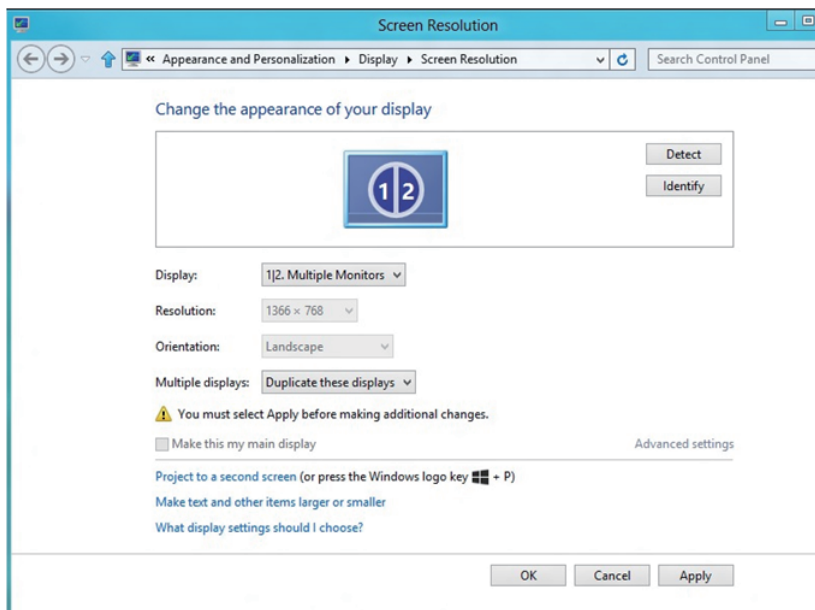 Screen Resolution
« Appearance and Personalization ▸ Display ▸ Screen Resolution
Search Control Panel
Change the appearance of your display
Detect
1 2
Identify
Display: 1|2. Multiple Monitors
Resolution: 1366 × 768
Orientation: Landscape
Multiple displays: Duplicate these displays
You must select Apply before making additional changes.
Make this my main display Advanced settings
Project to a second screen (or press the Windows logo key + P)
Make text and other items larger or smaller
What display settings should I choose?
OK Cancel Apply